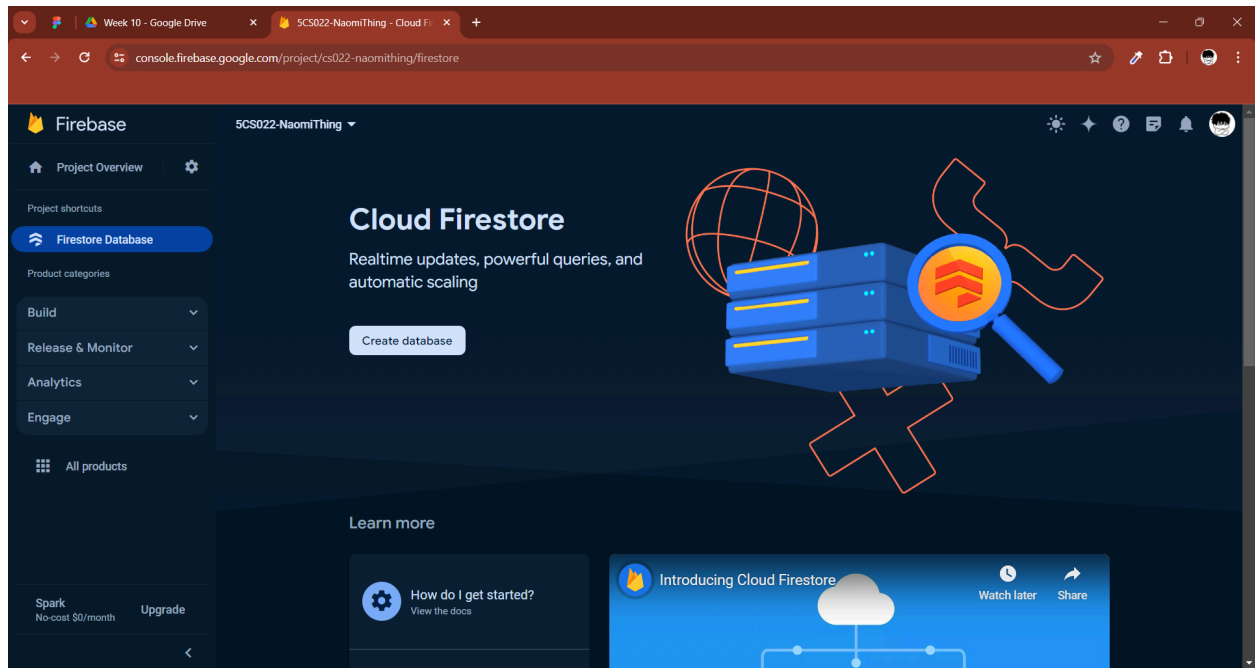 Week 10 - Google Drive
5CS022-NaomiThing - Cloud Fi
console.firebase.google.com/project/cs022-naomithing/firestore
Firebase
5CS022-NaomiThing
Project Overview
Project shortcuts
Firestore Database
Product categories
Build
Release & Monitor
Analytics
Engage
All products
Spark
No-cost $0/month
Upgrade
Cloud Firestore
Realtime updates, powerful queries, and
automatic scaling
Create database
Learn more
How do I get started?
View the docs
Introducing Cloud Firestore
Watch later
Share